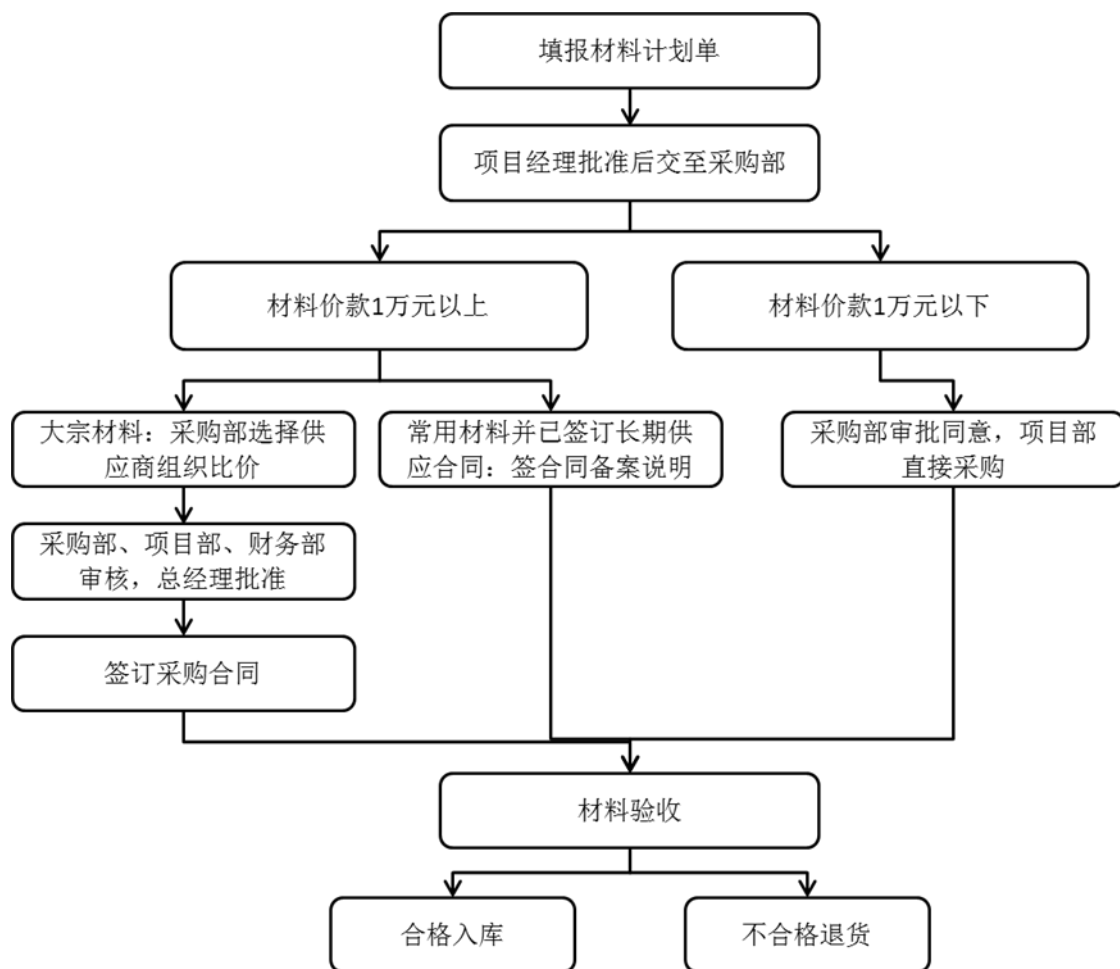 填报材料计划单
项目经理批准后交至采购部
材料价款1万元以上
材料价款1万元以下
大宗材料：采购部选择供
应商组织比价
常用材料并已签订长期供
应合同：签合同备案说明
采购部审批同意，项目部
直接采购
采购部、项目部、财务部
审核，总经理批准
签订采购合同
材料验收
合格入库
不合格退货